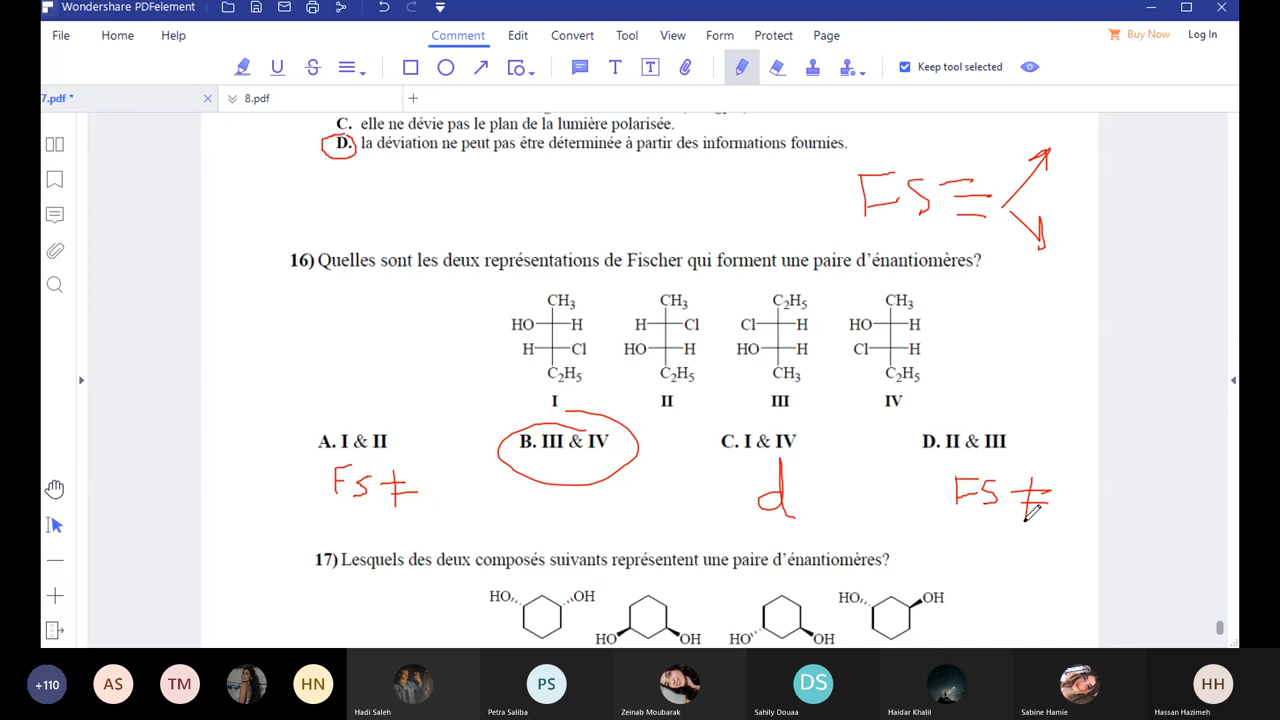 Wondershare PDFelement
File Home Help Comment Edit Convert Tool View Form Protect Page Buy Now Log In
Keep tool selected
7.pdf * 8.pdf
C. elle ne dévie pas le plan de la lumière polarisée.
D. la déviation ne peut pas être déterminée à partir des informations fournies.
Fs ≡
16) Quelles sont les deux représentations de Fischer qui forment une paire d'énantiomères?
CH3 CH3 C2H5 CH3
HO H H Cl Cl H HO H
H Cl HO H HO H Cl H
C2H5 C2H5 CH3 C2H5
I II III IV
A. I & II B. III & IV C. I & IV D. II & III
Fs ≠ d Fs ≠
17) Lesquels des deux composés suivants représentent une paire d'énantiomères?
HO OH HO OH
HO OH HO OH
+110 AS TM HN PS DS HH
Hadi Saleh Petra Saliba Zeinab Moubarak Sahily Douaa Haidar Khalil Sabine Hamie Hassan Hazimeh